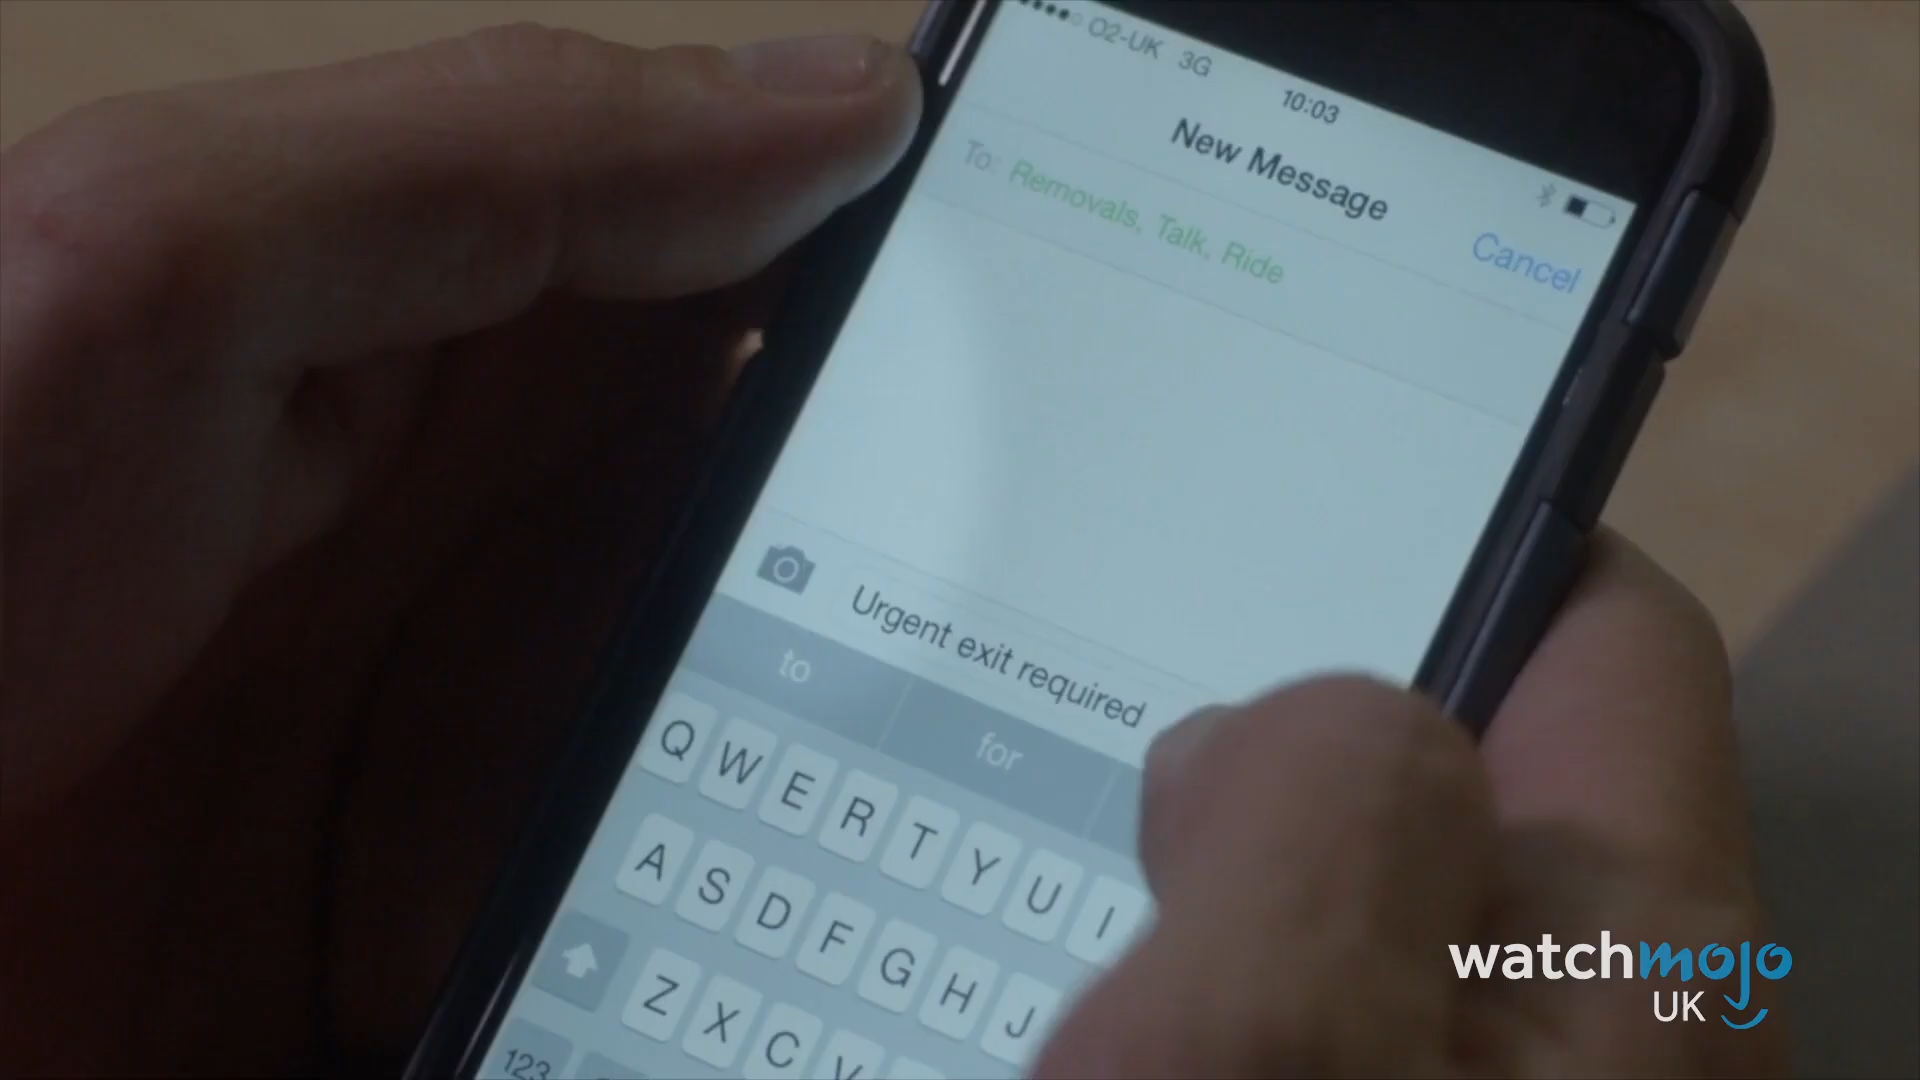 O2-UK 3G
10:03
New Message
To: Removals, Talk, Ride
Cancel
Urgent exit required
to
for
Q W E R T Y U I
A S D F G H J
Z X C V
123
watchmojo
UK